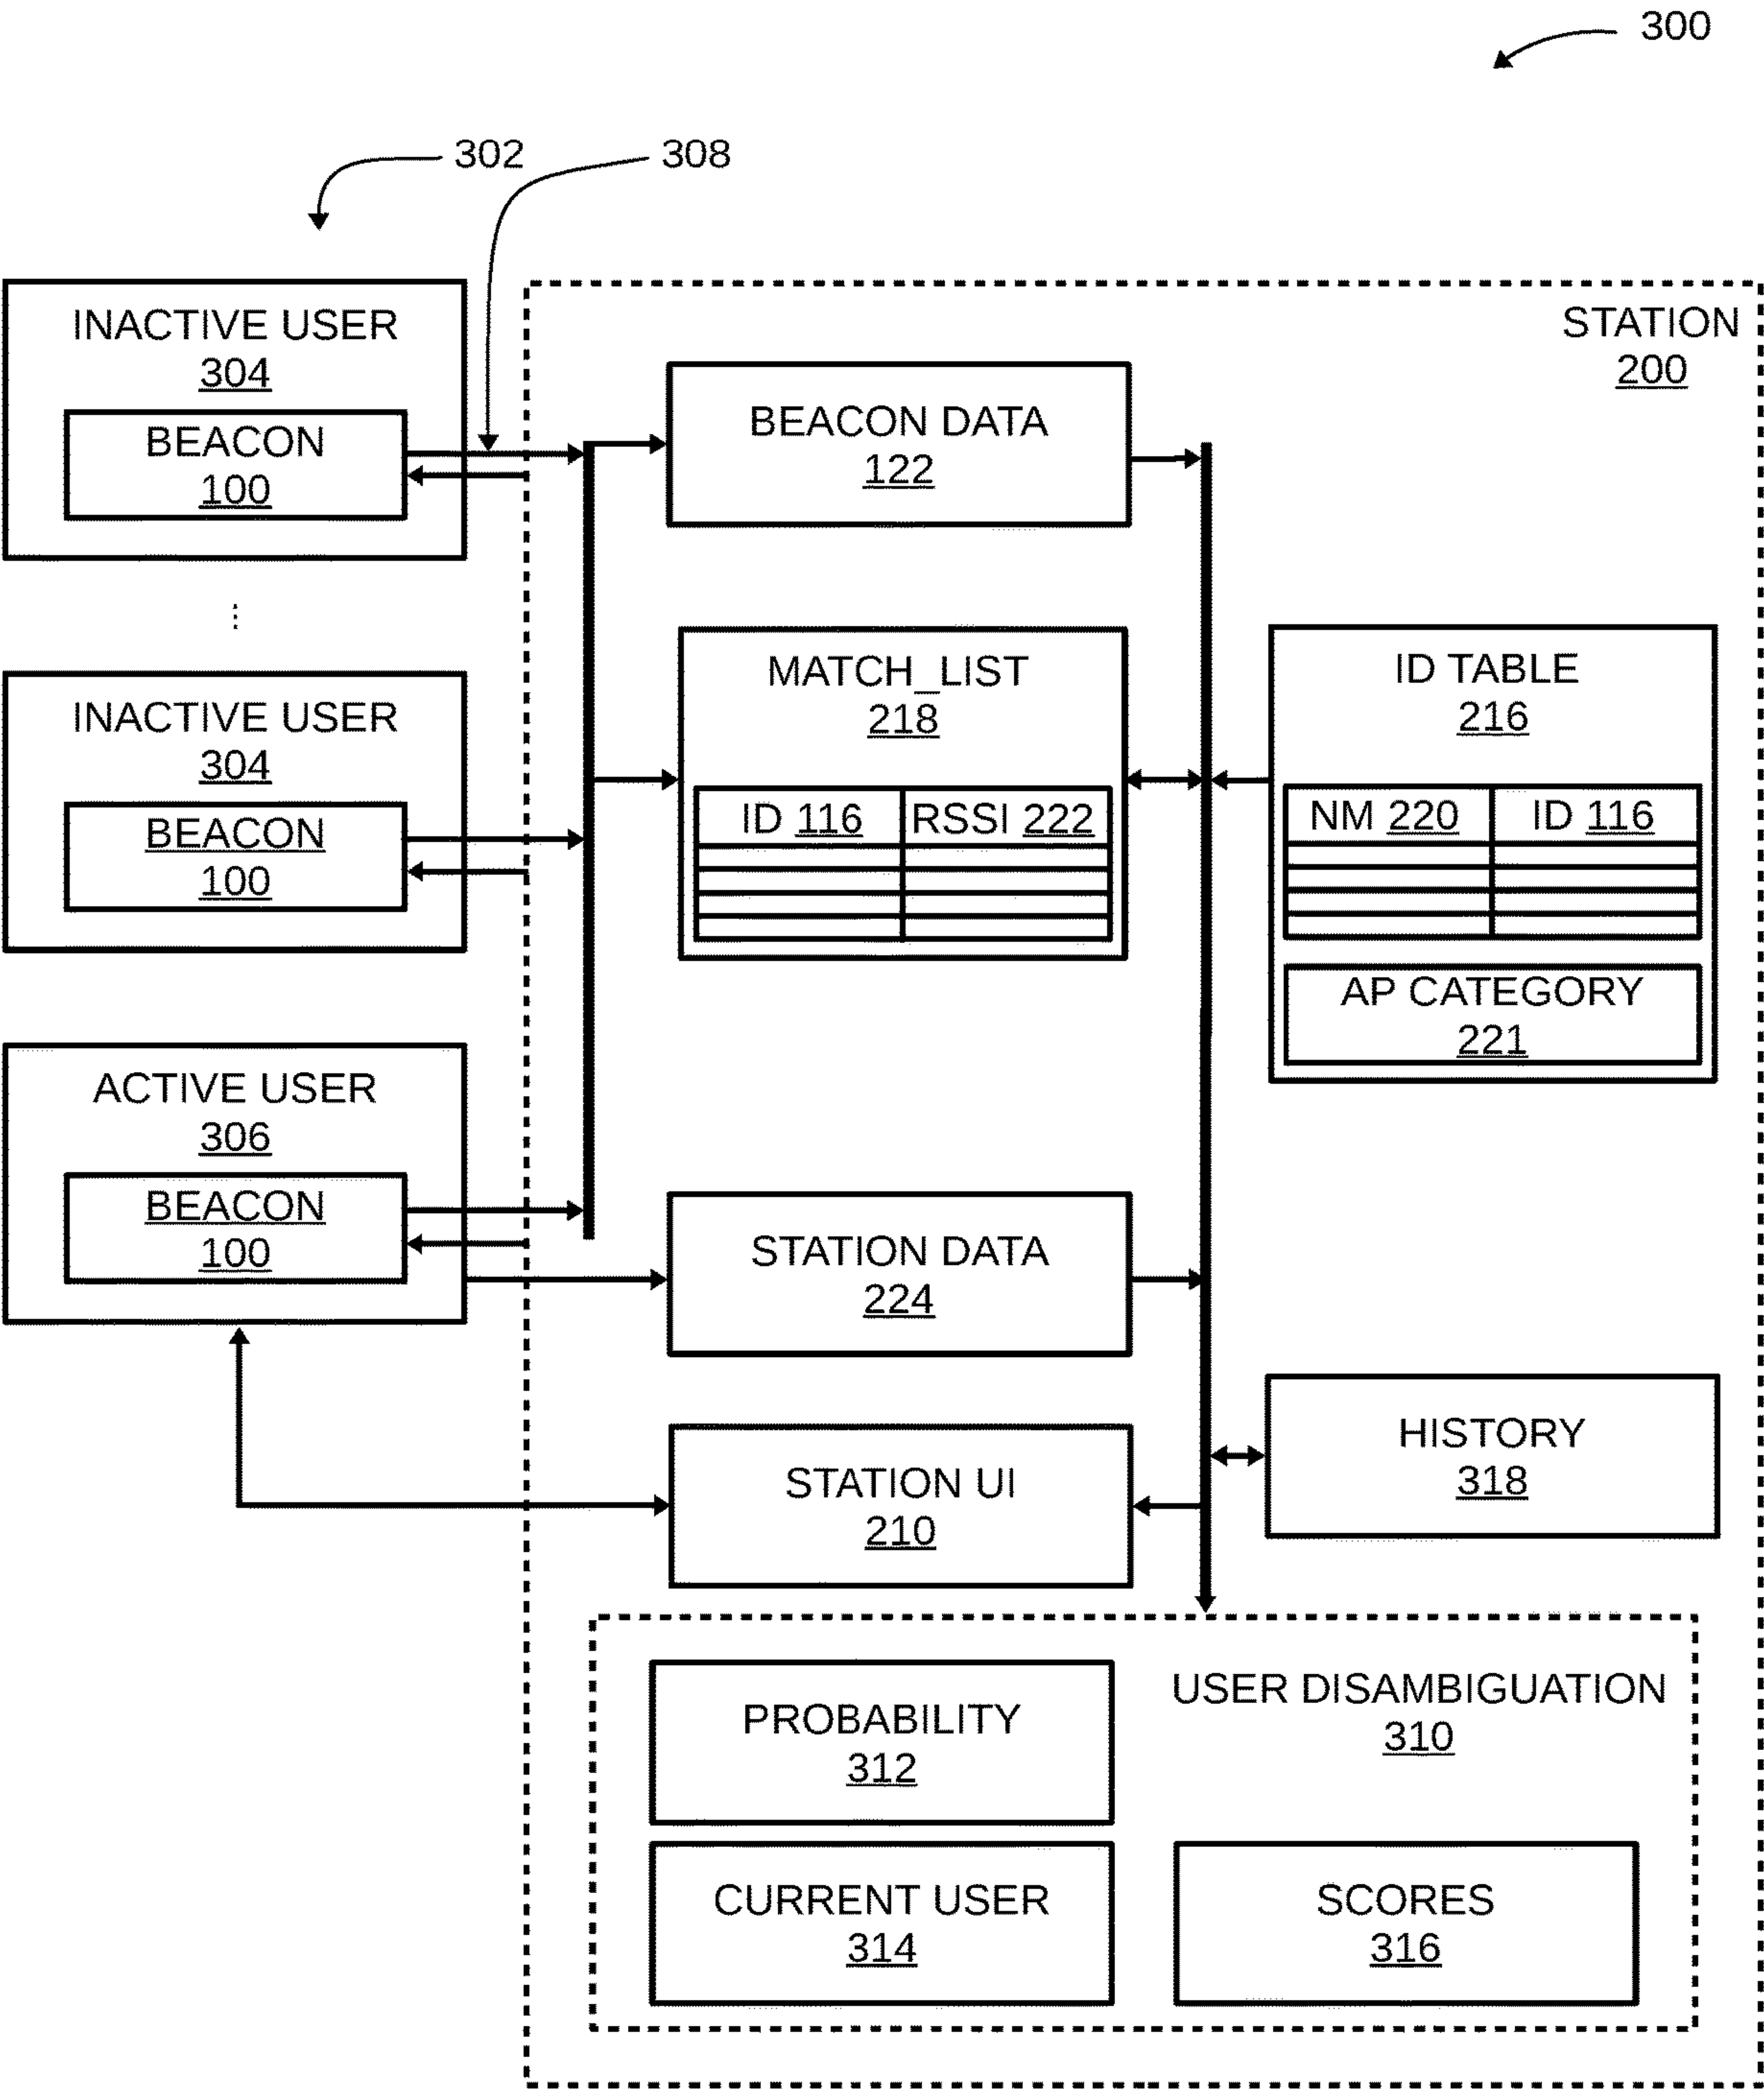 300
302
308
INACTIVE USER
304
BEACON
100
INACTIVE USER
304
BEACON
100
ACTIVE USER
306
BEACON
100
STATION
200
BEACON DATA
122
MATCH_LIST
218
ID 116 RSSI 222
ID TABLE
216
NM 220 ID 116
AP CATEGORY
221
STATION DATA
224
STATION UI
210
HISTORY
318
USER DISAMBIGUATION
310
PROBABILITY
312
CURRENT USER
314
SCORES
316